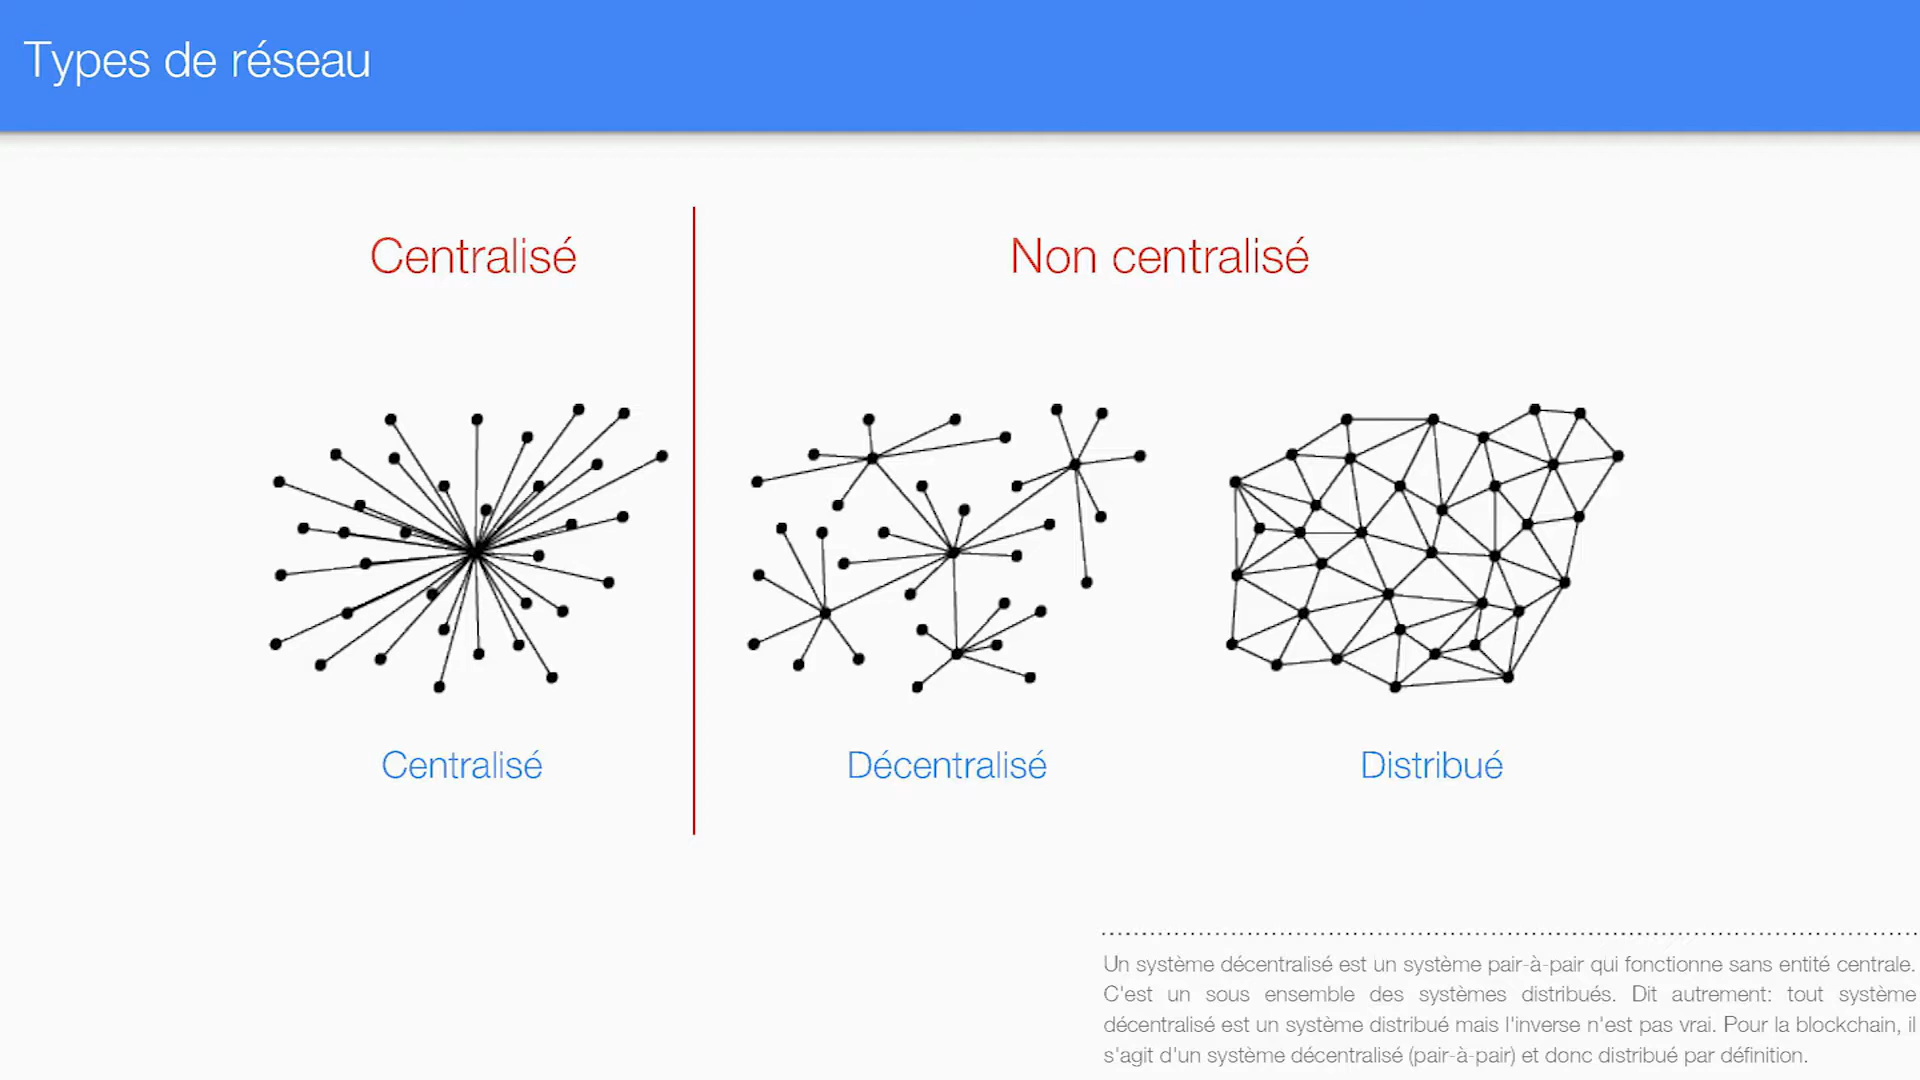 Types de réseau
Centralisé
Non centralisé
Centralisé
Décentralisé
Distribué
Un système décentralisé est un système pair-à-pair qui fonctionne sans entité centrale.
C'est un sous ensemble des systèmes distribués. Dit autrement: tout système
décentralisé est un système distribué mais l'inverse n'est pas vrai. Pour la blockchain, il
s'agit d'un système décentralisé (pair-à-pair) et donc distribué par définition.